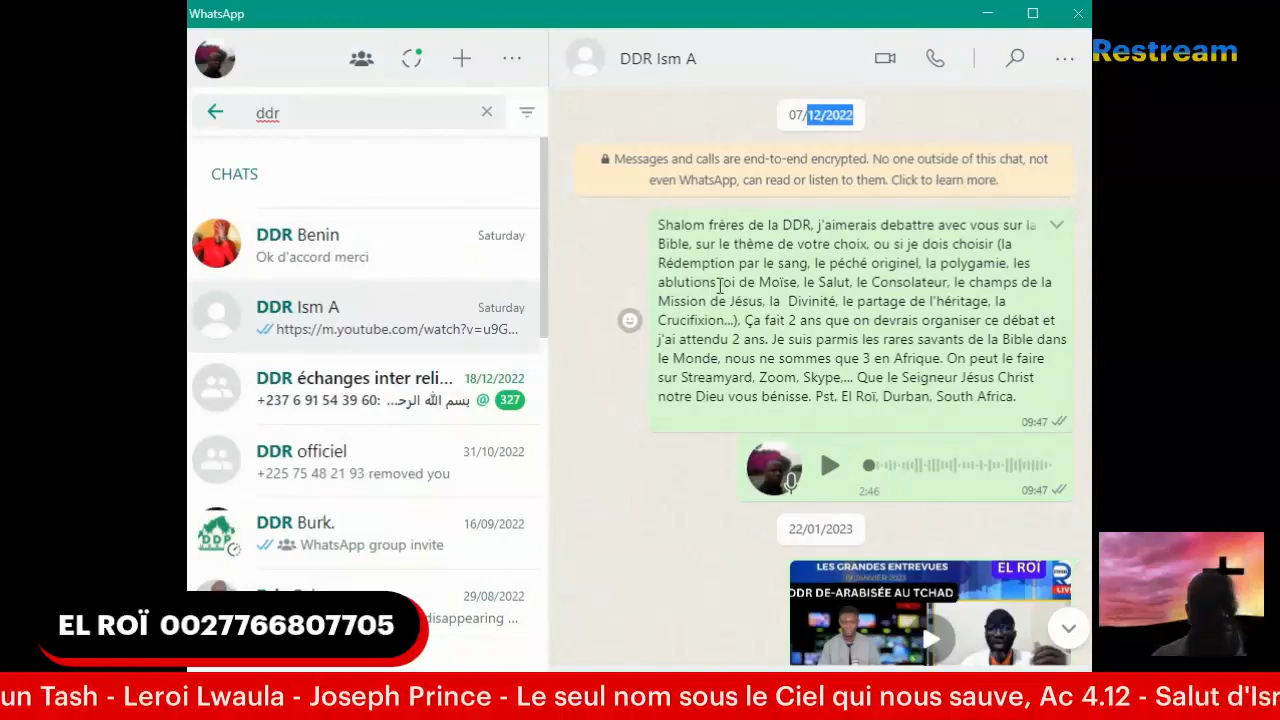 WhatsApp
Restream
ddr
CHATS
DDR Benin
Saturday
Ok d'accord merci
DDR Ism A
Saturday
https://m.youtube.com/watch?v=u9G...
DDR échanges inter reli...
18/12/2022
+237 6 91 54 39 60: بسم الله الرحـ...
@ 327
DDR officiel
31/10/2022
+225 75 48 21 93 removed you
DDR Burk.
16/09/2022
WhatsApp group invite
29/08/2022
disappearing ...
DDR Ism A
07/12/2022
Messages and calls are end-to-end encrypted. No one outside of this chat, not
even WhatsApp, can read or listen to them. Click to learn more.
Shalom frères de la DDR, j'aimerais debattre avec vous sur la
Bible, sur le thème de votre choix, ou si je dois choisir (la
Rédemption par le sang, le péché originel, la polygamie, les
ablutions loi de Moïse, le Salut, le Consolateur, le champs de la
Mission de Jésus, la Divinité, le partage de l'héritage, la
Crucifixion...), Ça fait 2 ans que on devrais organiser ce débat et
j'ai attendu 2 ans. Je suis parmis les rares savants de la Bible dans
le Monde, nous ne sommes que 3 en Afrique. On peut le faire
sur Streamyard, Zoom, Skype,... Que le Seigneur Jésus Christ
notre Dieu vous bénisse. Pst. El Roï, Durban, South Africa.
09:47
2:46
09:47
22/01/2023
LES GRANDES ENTREVUES
19 JANVIER 2023
EL ROÏ
DDR DE-ARABISÉE AU TCHAD
LIVE
EL ROÏ 0027766807705
un Tash - Leroi Lwaula - Joseph Prince - Le seul nom sous le Ciel qui nous sauve, Ac 4.12 - Salut d'Isr